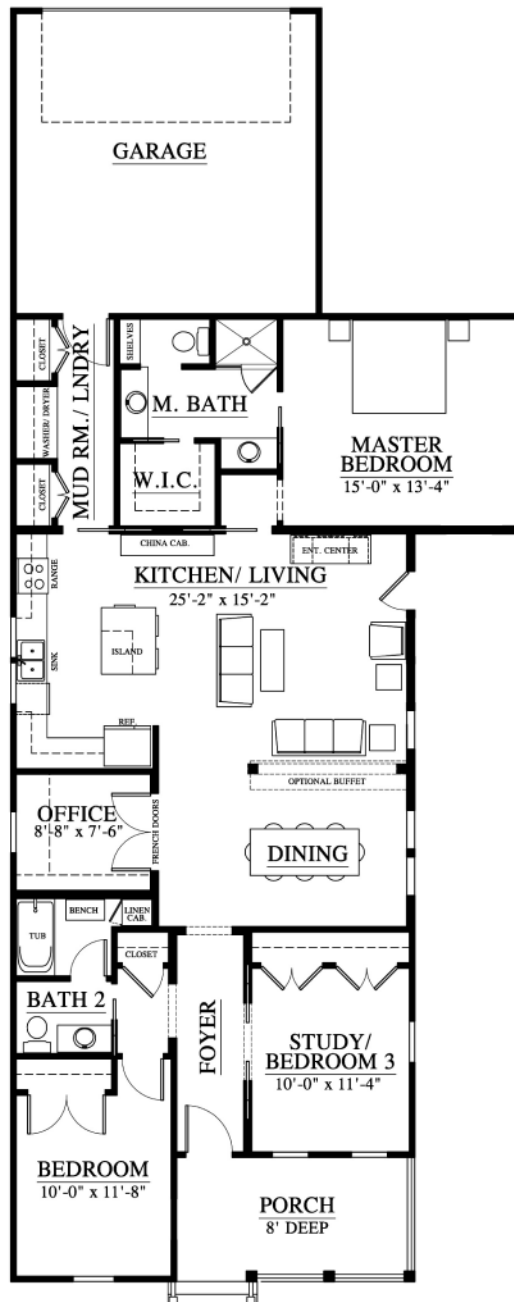 GARAGE
CLOSET
WASHER/ DRYER
CLOSET
MUD RM./ LNDRY
SHELVES
M. BATH
W.I.C.
MASTER
BEDROOM
15'-0" x 13'-4"
CHINA CAB.
ENT. CENTER
KITCHEN/ LIVING
25'-2" x 15'-2"
RANGE
SINK
ISLAND
REF.
OPTIONAL BUFFET
OFFICE
8'-8" x 7'-6"
FRENCH DOORS
DINING
TUB
BENCH
LINEN
CAB.
CLOSET
BATH 2
FOYER
STUDY/
BEDROOM 3
10'-0" x 11'-4"
BEDROOM
10'-0" x 11'-8"
PORCH
8' DEEP